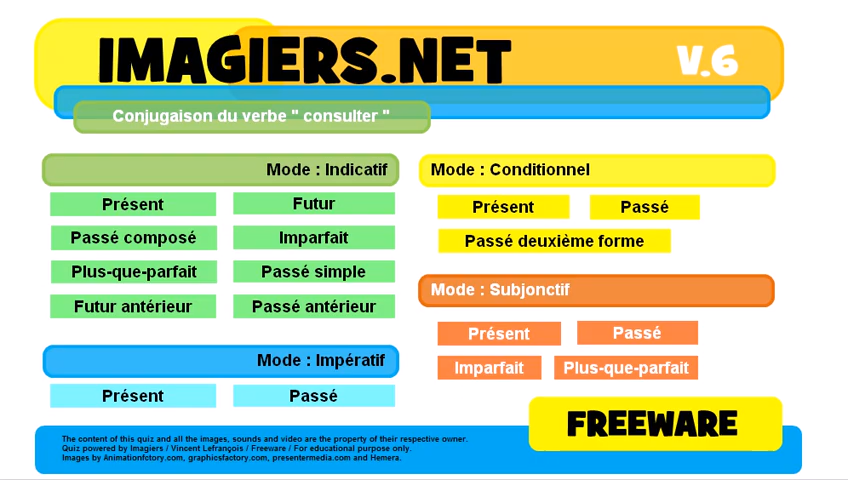 IMAGIERS.NET
V.6
Conjugaison du verbe " consulter "
Mode : Indicatif
Présent
Futur
Passé composé
Imparfait
Plus-que-parfait
Passé simple
Futur antérieur
Passé antérieur
Mode : Impératif
Présent
Passé
Mode : Conditionnel
Présent
Passé
Passé deuxième forme
Mode : Subjonctif
Présent
Passé
Imparfait
Plus-que-parfait
FREEWARE
The content of this quiz and all the images, sounds and video are the property of their respective owner.
Quiz powered by Imagiers / Vincent Lefrançois / Freeware / For educational purpose only.
Images by Animationfctory.com, graphicsfactory.com, presentermedia.com and Hemera.